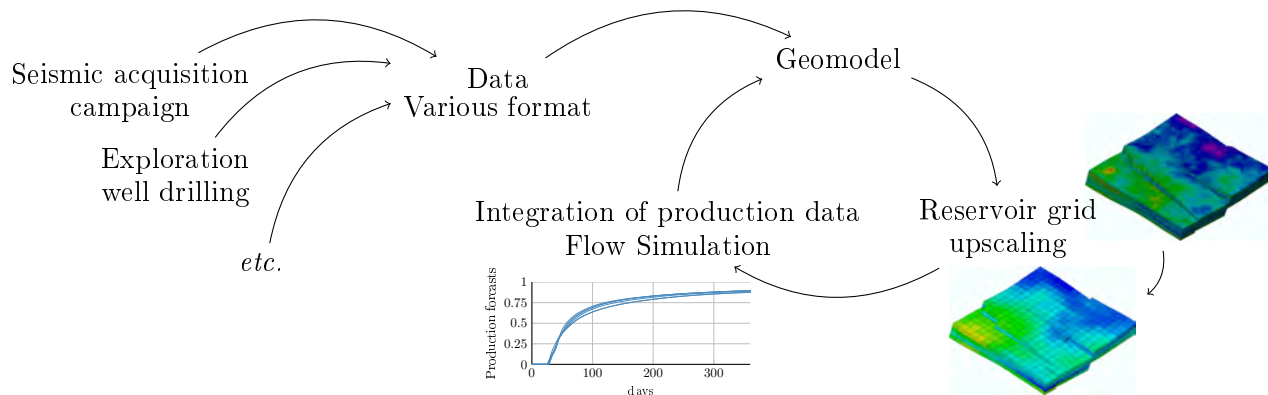 Seismic acquisition
campaign
Exploration
well drilling
etc.
Data
Various format
Geomodel
Reservoir grid
upscaling
Integration of production data
Flow Simulation
Production forcasts
1
0.75
0.5
0.25
0
0
100
200
300
days